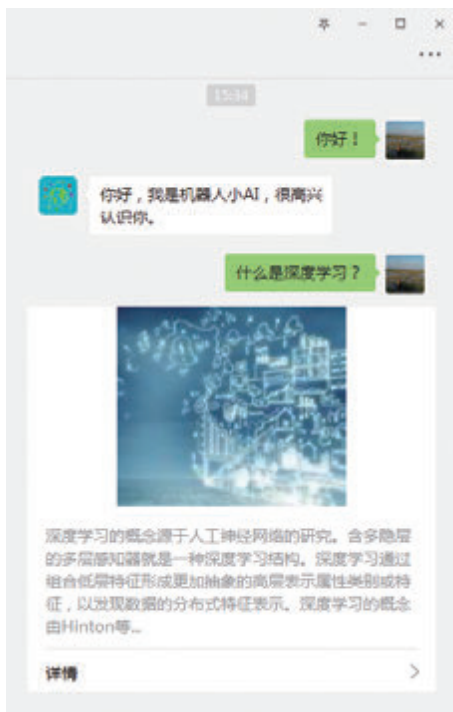 15:34
你好！
你好，我是机器人小AI，很高兴
认识你。
什么是深度学习？
深度学习的概念源于人工神经网络的研究。含多隐层
的多层感知器就是一种深度学习结构。深度学习通过
组合低层特征形成更加抽象的高层表示属性类别或特
征，以发现数据的分布式特征表示。深度学习的概念
由Hinton等...
详情